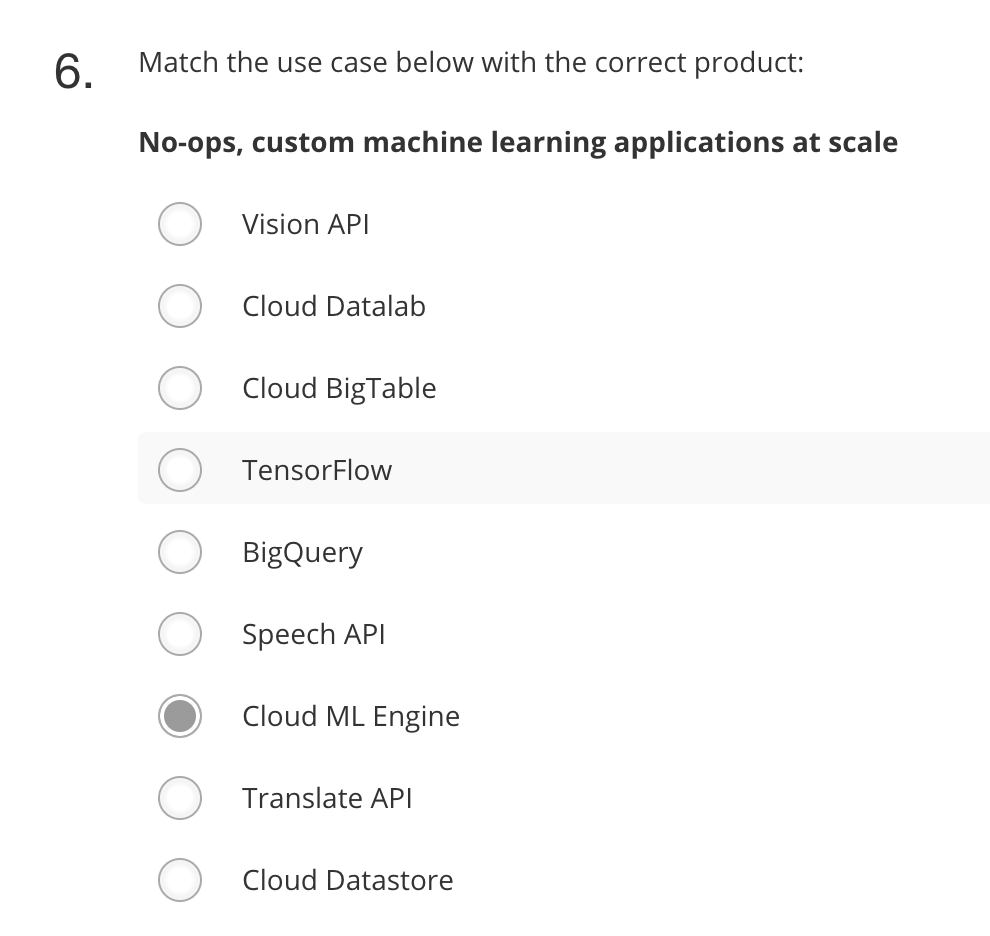 6.
Match the use case below with the correct product:
No-ops, custom machine learning applications at scale
Vision API
Cloud Datalab
Cloud BigTable
TensorFlow
BigQuery
Speech API
Cloud ML Engine
Translate API
Cloud Datastore